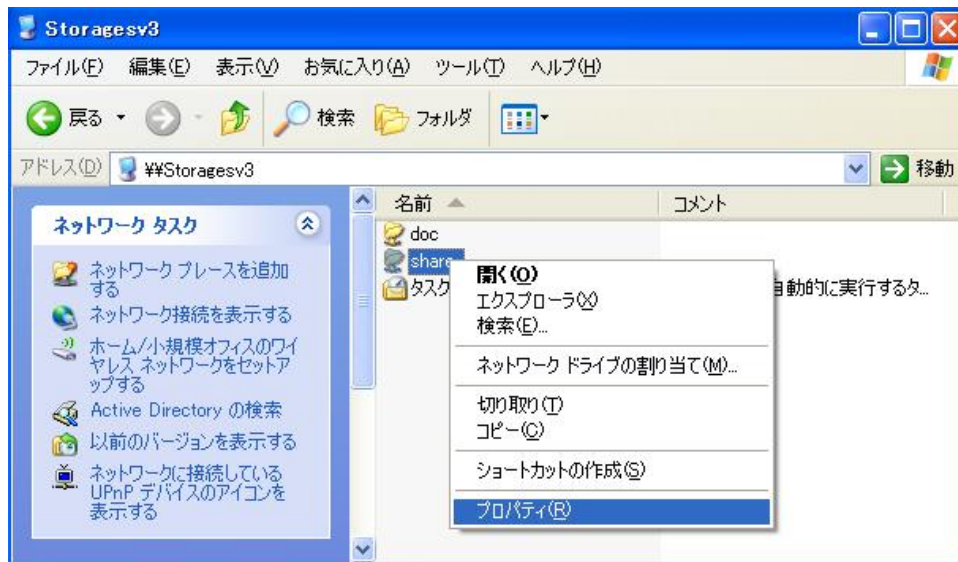 Storagesv3
ファイル(F) 編集(E) 表示(V) お気に入り(A) ツール(T) ヘルプ(H)
戻る 検索 フォルダ
アドレス(D) ¥¥Storagesv3 移動
ネットワーク タスク
ネットワーク プレースを追加
する
ネットワーク接続を表示する
ホーム/小規模オフィスのワイ
ヤレス ネットワークをセットア
ップする
Active Directory の検索
以前のバージョンを表示する
ネットワークに接続している
UPnP デバイスのアイコンを
表示する
名前 コメント
doc
share
タスク 自動的に実行するタ...
開く(O)
エクスプローラ(X)
検索(E)...
ネットワーク ドライブの割り当て(M)...
切り取り(T)
コピー(C)
ショートカットの作成(S)
プロパティ(R)